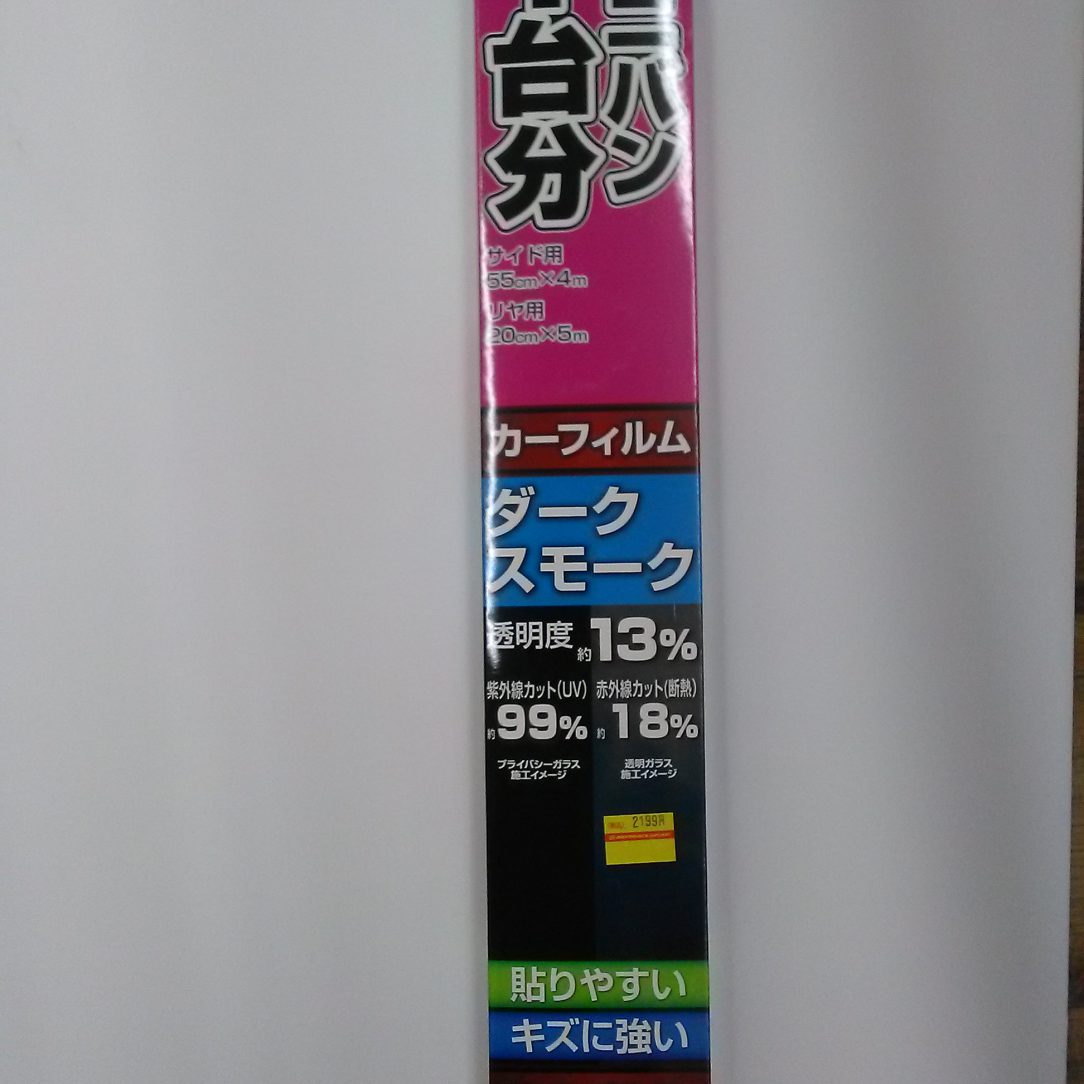 ミニバン
台分
サイド用
55cm×4m
リヤ用
20cm×5m
カーフィルム
ダーク
スモーク
透明度 約13%
紫外線カット(UV) 赤外線カット(断熱)
約99% 約18%
プライバシーガラス
施工イメージ
透明ガラス
施工イメージ
税込 2199円
貼りやすい
キズに強い